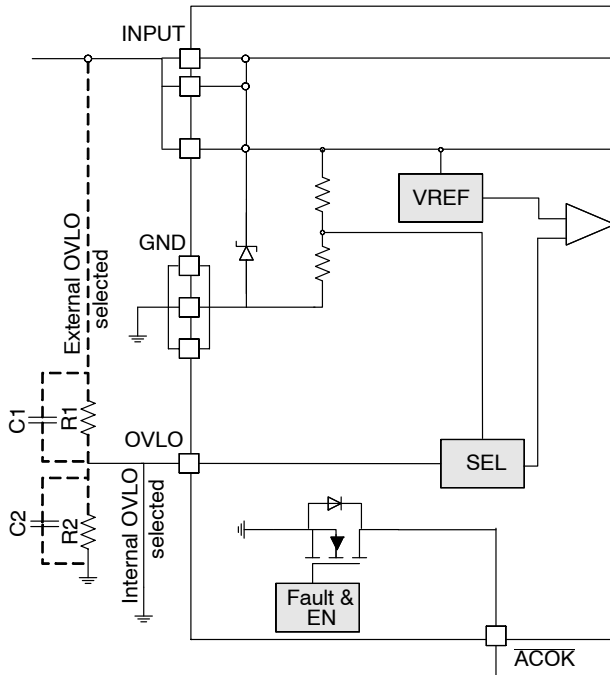 INPUT
VREF
GND
External OVLO
selected
C1
R1
OVLO
SEL
C2
R2
Internal OVLO
selected
Fault &
EN
ACOK